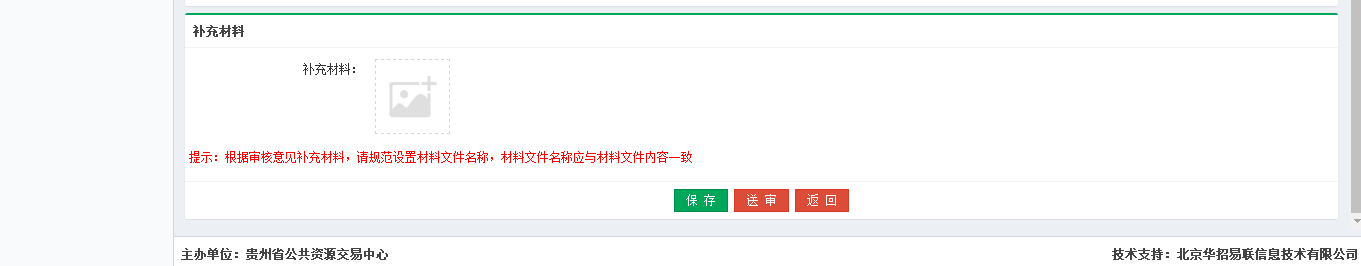 补充材料
补充材料：
提示：根据审核意见补充材料，请规范设置材料文件名称，材料文件名称应与材料文件内容一致
保 存 送 审 返 回
主办单位：贵州省公共资源交易中心 技术支持：北京华招易联信息技术有限公司